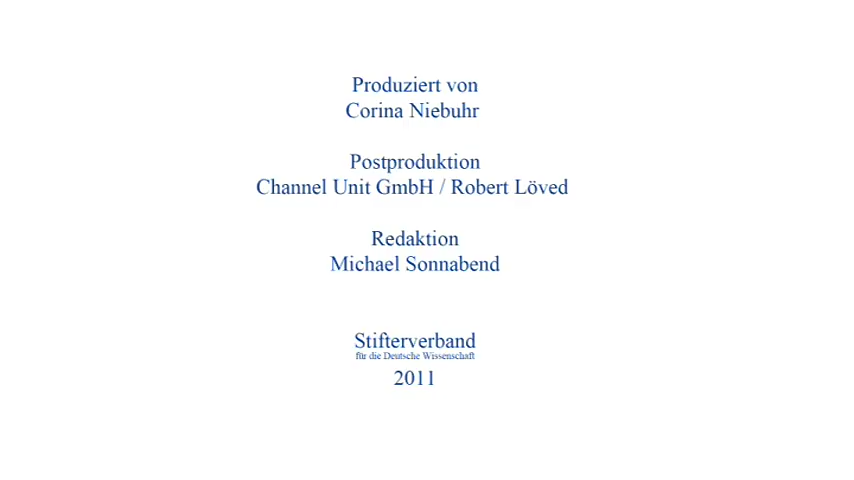 Produziert von
Corina Niebuhr
Postproduktion
Channel Unit GmbH / Robert Löved
Redaktion
Michael Sonnabend
Stifterverband
für die Deutsche Wissenschaft
2011